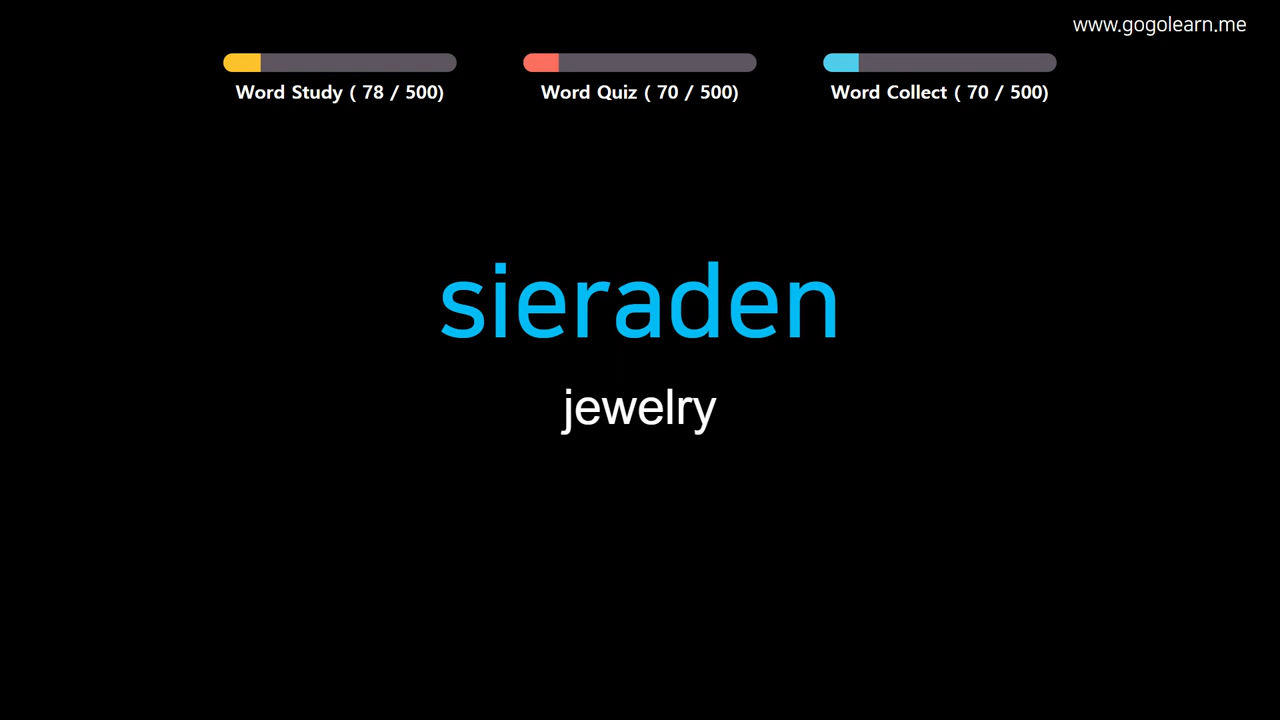 www.gogolearn.me
Word Study ( 78 / 500)
Word Quiz ( 70 / 500)
Word Collect ( 70 / 500)
sieraden
jewelry